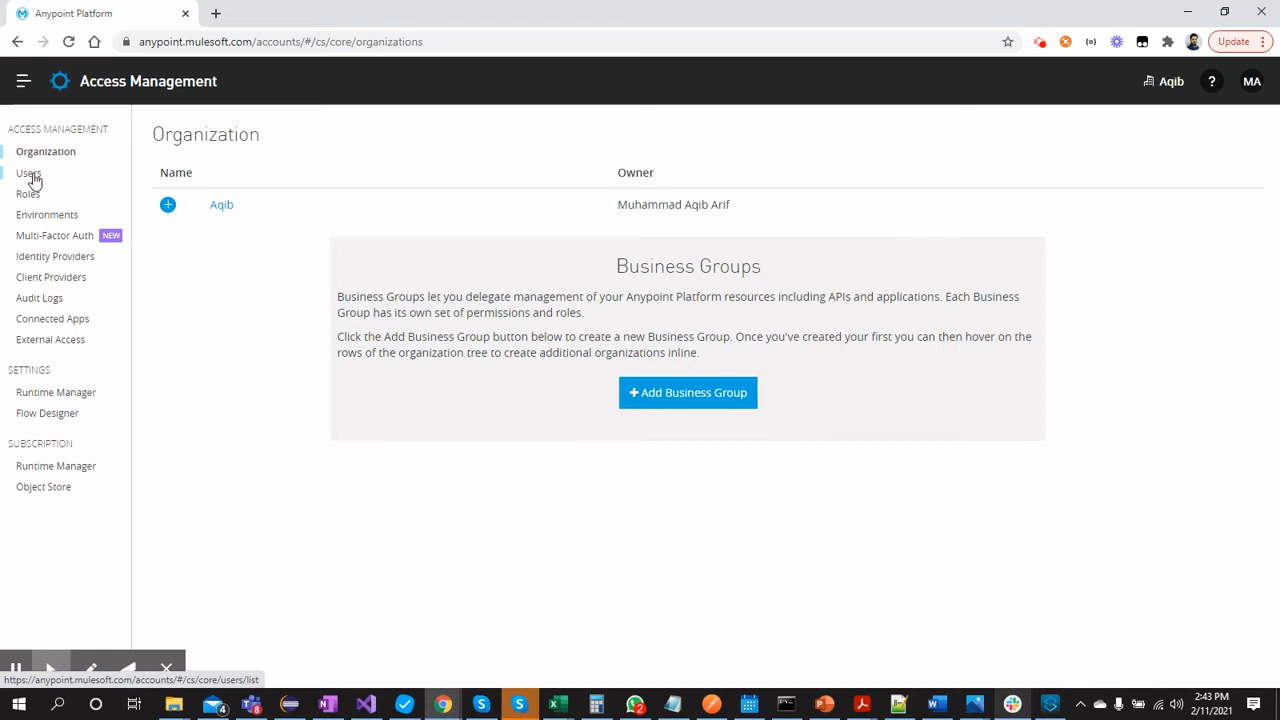 Anypoint Platform
anypoint.mulesoft.com/accounts/#/cs/core/organizations
Update
Access Management
Aqib
?
MA
ACCESS MANAGEMENT
Organization
Users
Roles
Environments
Multi-Factor Auth NEW
Identity Providers
Client Providers
Audit Logs
Connected Apps
External Access
SETTINGS
Runtime Manager
Flow Designer
SUBSCRIPTION
Runtime Manager
Object Store
Organization
Name Owner
Aqib Muhammad Aqib Arif
Business Groups
Business Groups let you delegate management of your Anypoint Platform resources including APIs and applications. Each Business
Group has its own set of permissions and roles.
Click the Add Business Group button below to create a new Business Group. Once you've created your first you can then hover on the
rows of the organization tree to create additional organizations inline.
+ Add Business Group
https://anypoint.mulesoft.com/accounts/#/cs/core/users/list
4
8
2
2:43 PM
2/11/2021